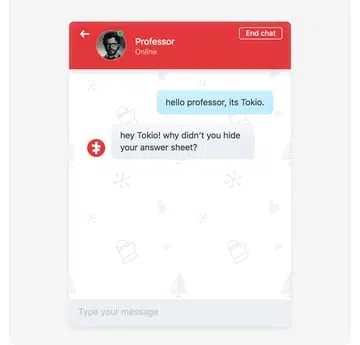 Professor
Online
End chat
hello professor, its Tokio.
hey Tokio! why didn't you hide
your answer sheet?
Type your message